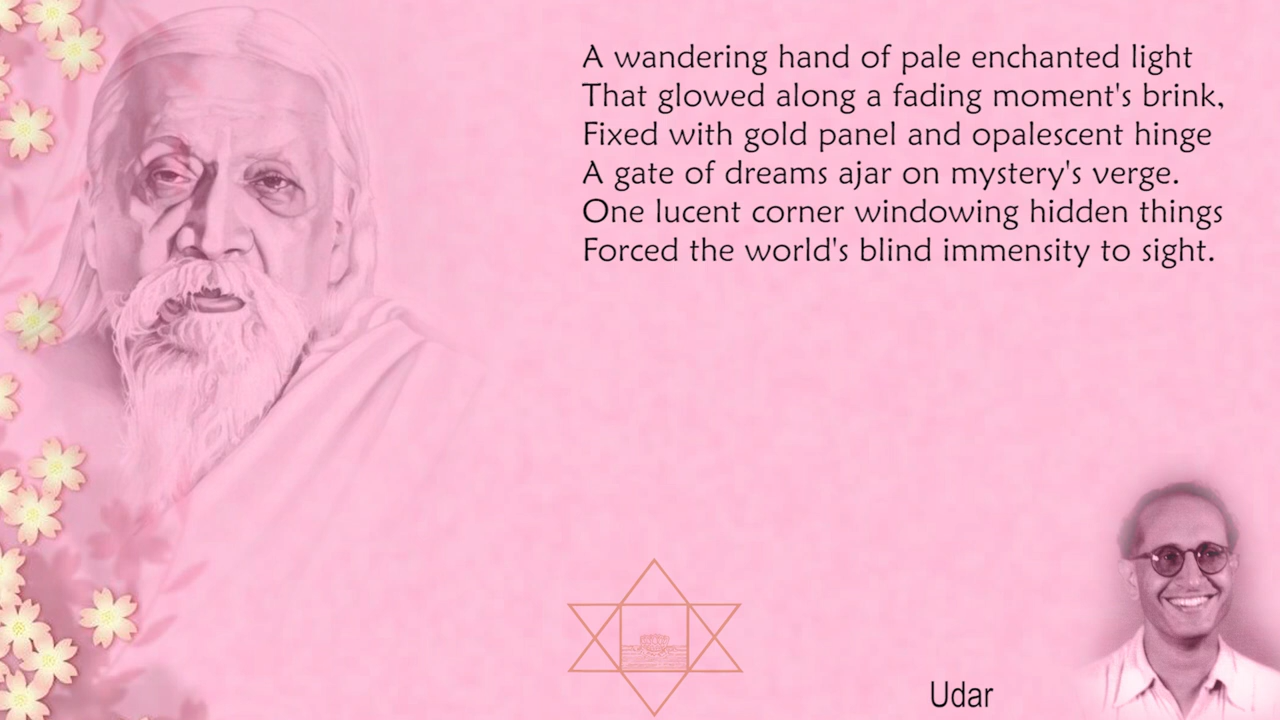 A wandering hand of pale enchanted light
That glowed along a fading moment's brink,
Fixed with gold panel and opalescent hinge
A gate of dreams ajar on mystery's verge.
One lucent corner windowing hidden things
Forced the world's blind immensity to sight.
Udar